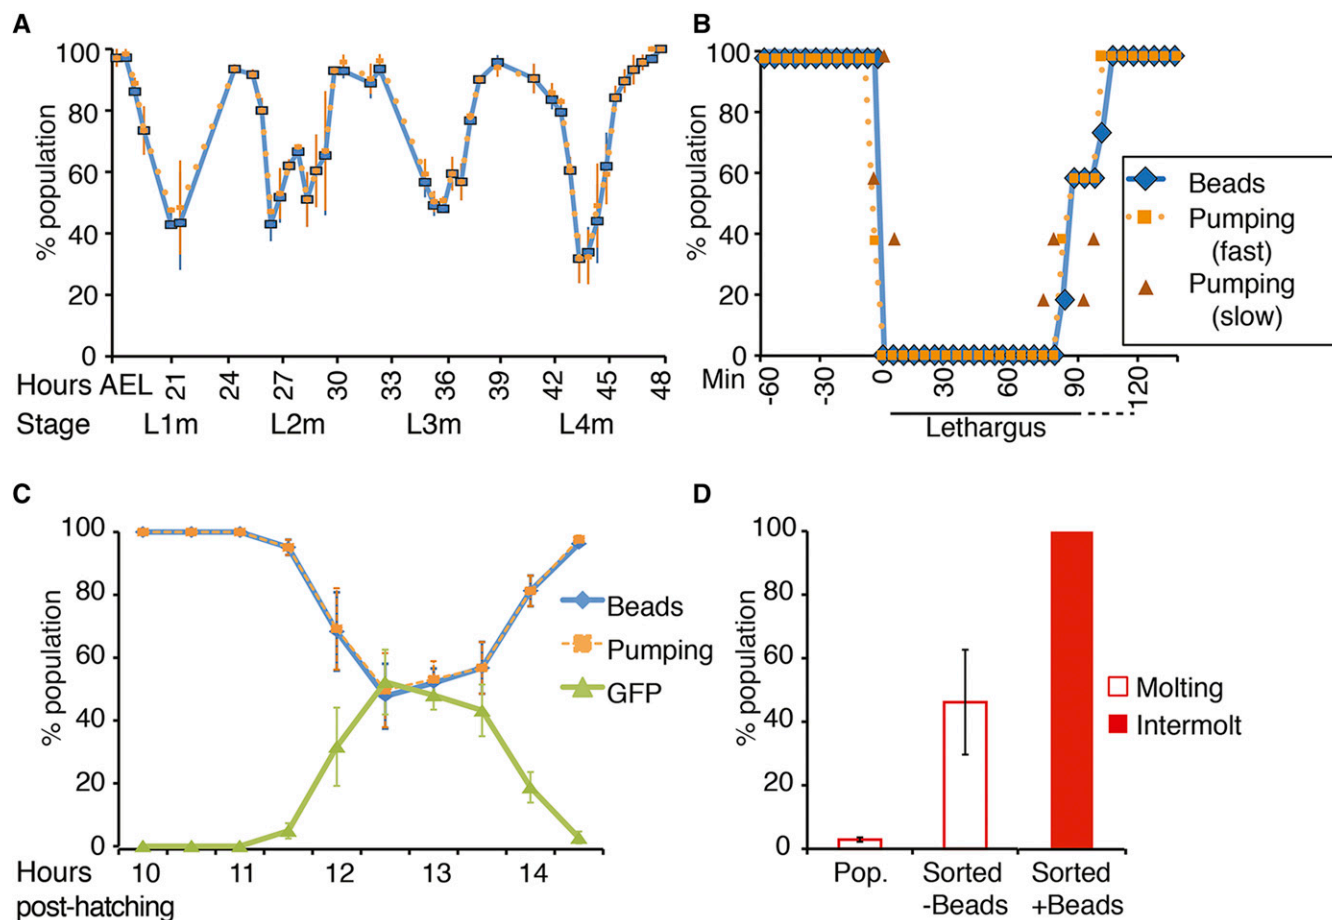 A
% population
100
80
60
40
20
0
Hours AEL 21 24 27 30 33 36 39 42 45 48
Stage L1m L2m L3m L4m
B
% population
100
80
60
40
20
0
Min -60 -30 0 30 60 90 120
Lethargus
Beads
Pumping
(fast)
Pumping
(slow)
C
% population
100
80
60
40
20
0
Hours 10 11 12 13 14
post-hatching
Beads
Pumping
GFP
D
% population
100
80
60
40
20
0
Pop. Sorted Sorted
-Beads +Beads
Molting
Intermolt